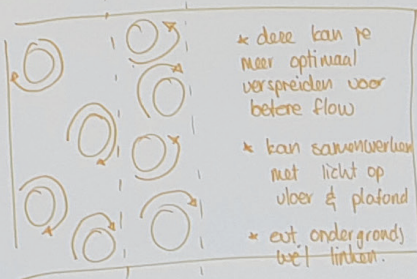 * deze kan je
meer optimaal
verspreiden voor
betere flow
* kan samenwerken
met licht op
vloer & plafond
* evt ondergronds
wel linken.